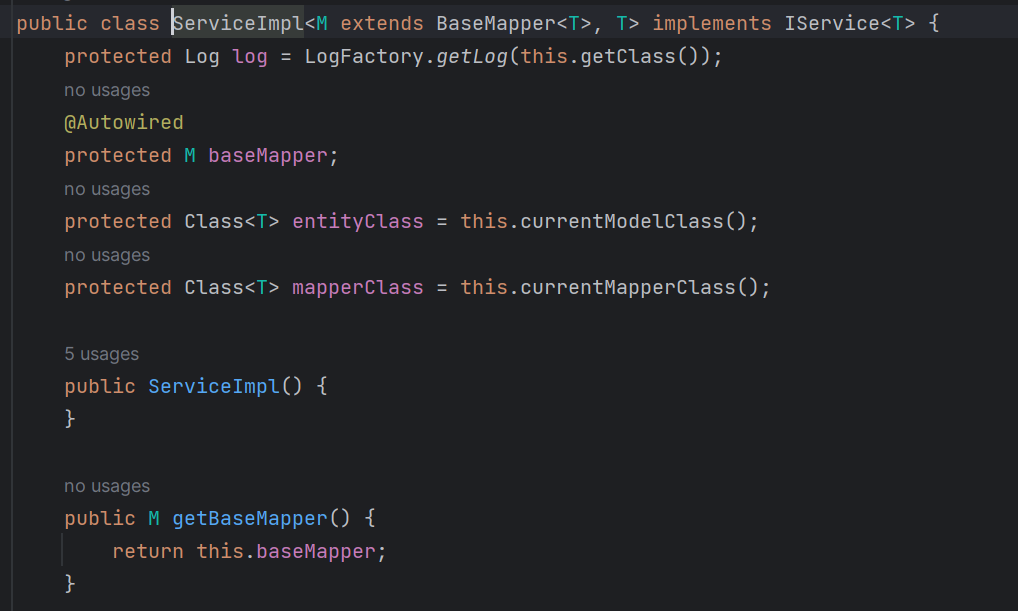 public class ServiceImpl<M extends BaseMapper<T>, T> implements IService<T> {
protected Log log = LogFactory.getLog(this.getClass());
no usages
@Autowired
protected M baseMapper;
no usages
protected Class<T> entityClass = this.currentModelClass();
no usages
protected Class<T> mapperClass = this.currentMapperClass();
5 usages
public ServiceImpl() {
}
no usages
public M getBaseMapper() {
return this.baseMapper;
}